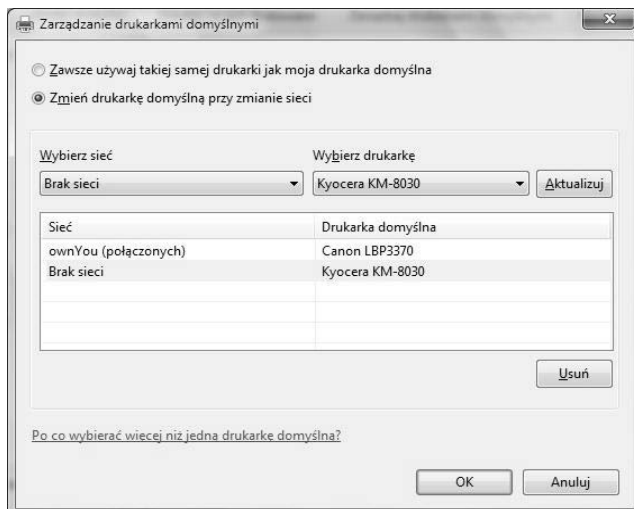 Zarządzanie drukarkami domyślnymi
Zawsze używaj takiej samej drukarki jak moja drukarka domyślna
Zmień drukarkę domyślną przy zmianie sieci
Wybierz sieć Wybierz drukarkę
Brak sieci Kyocera KM-8030 Aktualizuj
Sieć Drukarka domyślna
ownYou (połączonych) Canon LBP3370
Brak sieci Kyocera KM-8030
Usuń
Po co wybierać więcej niż jedną drukarkę domyślną?
OK Anuluj